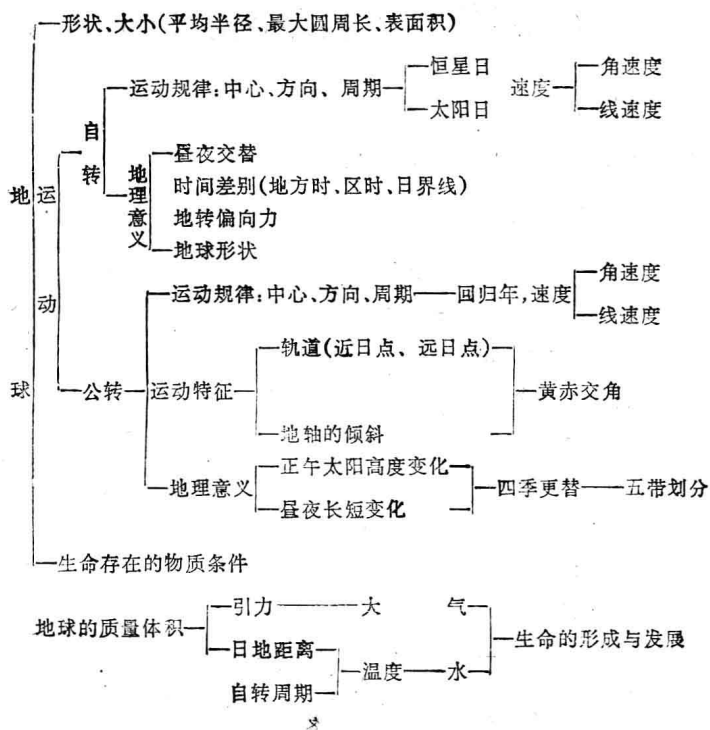 形状、大小(平均半径、最大圆周长、表面积)
恒星日 角速度
运动规律:中心、方向、周期 速度
自 太阳日 线速度
转 昼夜交替
地理意义 时间差别(地方时、区时、日界线)
地 运 地转偏向力
地球形状
角速度
运动规律:中心、方向、周期——回归年,速度
动 线速度
轨道(近日点、远日点)
球 公转 运动特征 黄赤交角
地轴的倾斜
正午太阳高度变化
地理意义 四季更替——五带划分
昼夜长短变化
生命存在的物质条件
引力——大 气
地球的质量体积 生命的形成与发展
日地距离
温度——水
自转周期